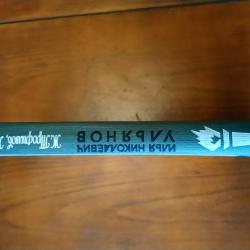 ИЛЬЯ НИКОЛАЕВИЧ
УЛЬЯНОВ
Ж.Трофимов,